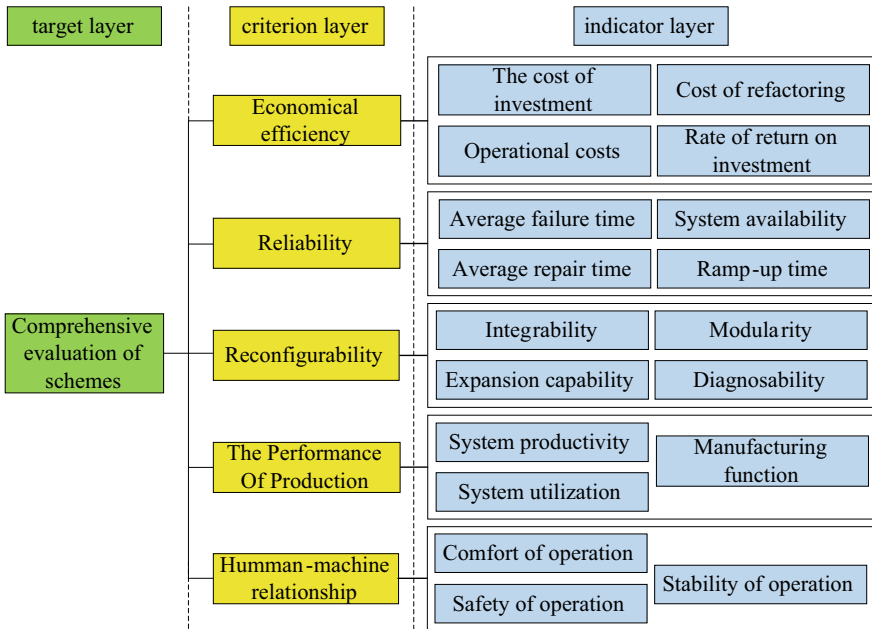 target layer
criterion layer
indicator layer
Comprehensive
evaluation of
schemes
Economical
efficiency
The cost of
investment
Cost of refactoring
Operational costs
Rate of return on
investment
Reliability
Average failure time
System availability
Average repair time
Ramp-up time
Reconfigurability
Integrability
Modularity
Expansion capability
Diagnosability
The Performance
Of Production
System productivity
Manufacturing
function
System utilization
Humman-machine
relationship
Comfort of operation
Stability of operation
Safety of operation